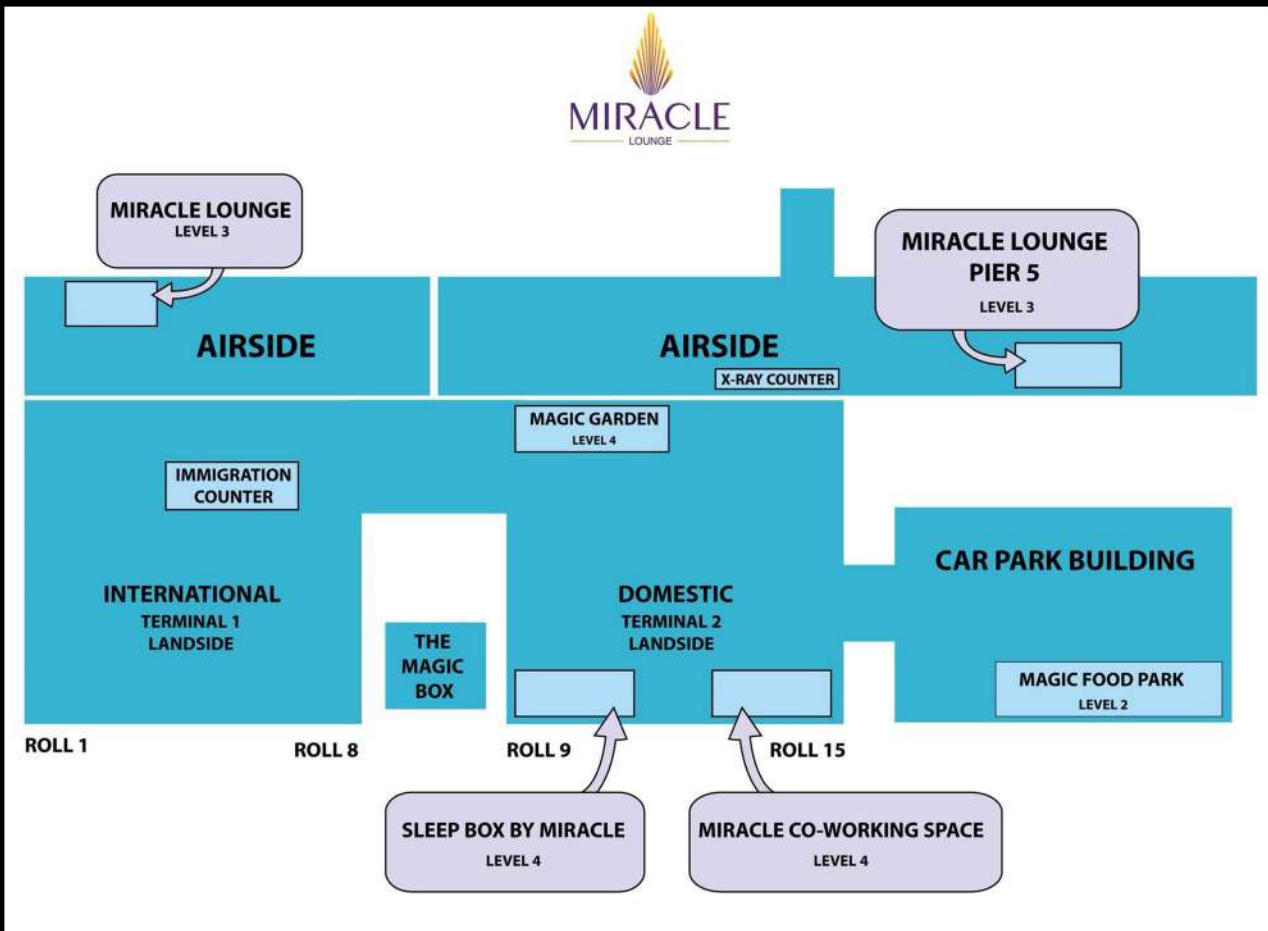 MIRACLE
LOUNGE
MIRACLE LOUNGE
LEVEL 3
MIRACLE LOUNGE
PIER 5
LEVEL 3
AIRSIDE
AIRSIDE
X-RAY COUNTER
MAGIC GARDEN
LEVEL 4
IMMIGRATION
COUNTER
INTERNATIONAL
TERMINAL 1
LANDSIDE
THE
MAGIC
BOX
DOMESTIC
TERMINAL 2
LANDSIDE
CAR PARK BUILDING
MAGIC FOOD PARK
LEVEL 2
ROLL 1
ROLL 8
ROLL 9
ROLL 15
SLEEP BOX BY MIRACLE
LEVEL 4
MIRACLE CO-WORKING SPACE
LEVEL 4